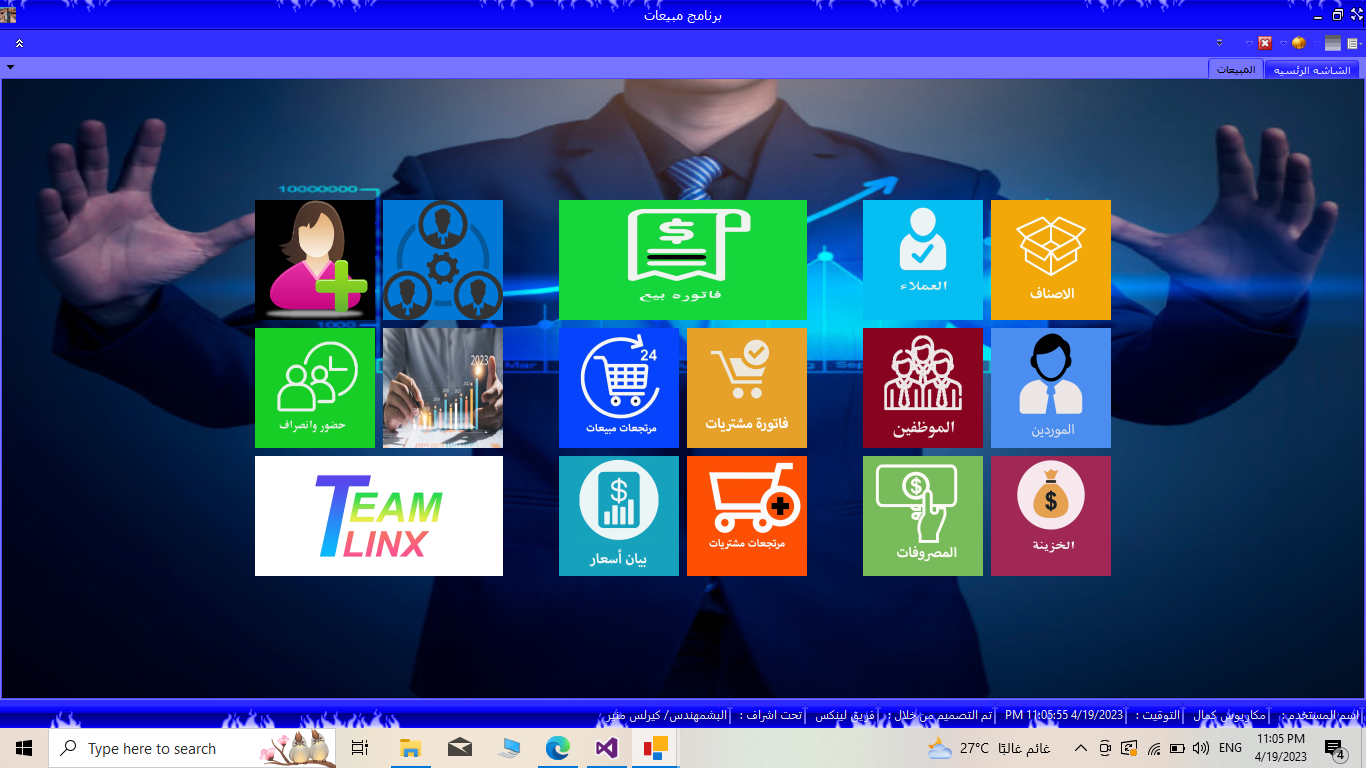 برنامج مبيعات
الشاشه الرئسيه
المبيعات
10000000
1000
Mar
Sep
الاصناف
العملاء
فاتوره بيع
الموردين
الموظفين
فاتورة مشتريات
24
مرتجعات مبيعات
2023
حضور وانصراف
الخزينة
المصروفات
مرتجعات مشتريات
بيان أسعار
TEAM
LINX
اسم المستخدم : مكاريوس كمال التوقيت : 4/19/2023 11:05:55 PM تم التصميم من خلال : فريق لينكس تحت اشراف : البشمهندس/ كيرلس منير
Type here to search
27°C غائم غالبًا
ENG
11:05 PM
4/19/2023
4